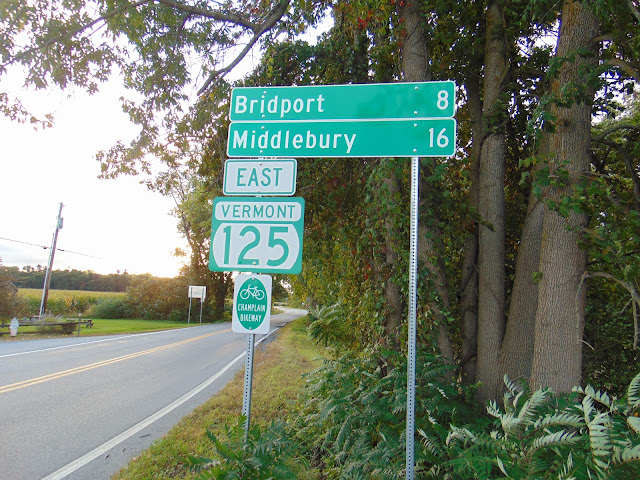 Bridport 8
Middlebury 16
EAST
VERMONT
125
CHAMPLAIN
BIKEWAY